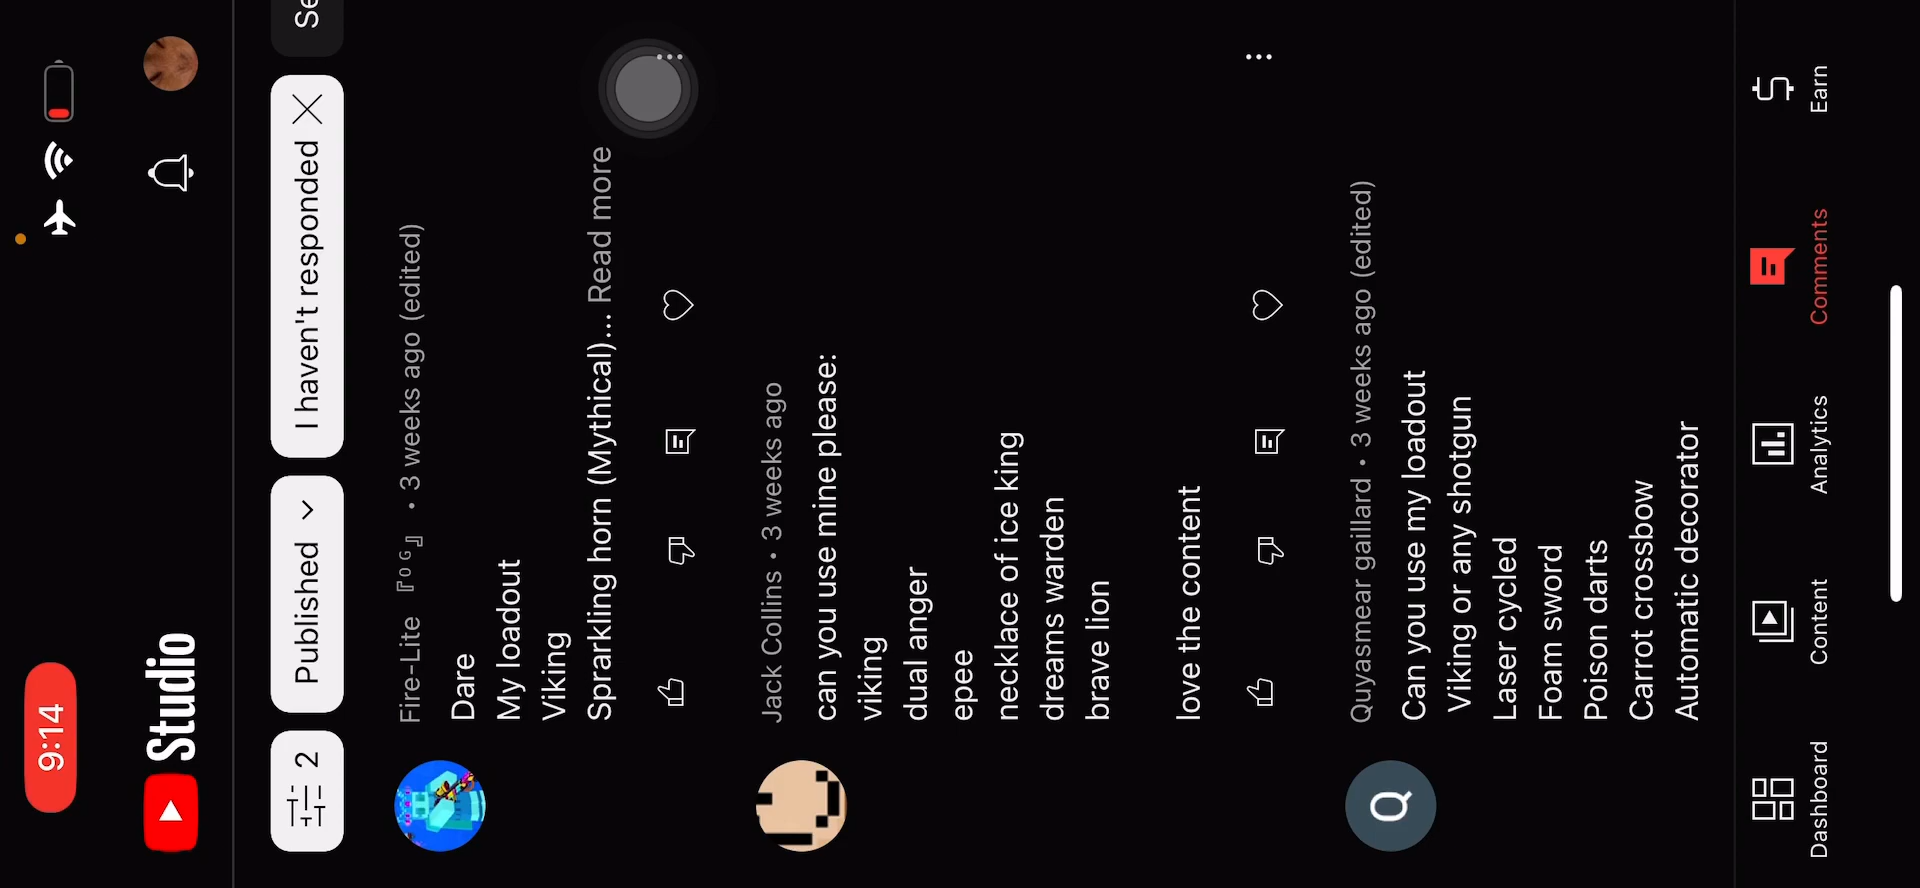 9:14
Studio
2
Published
I haven't responded
Se
Fire-Lite 『ᴼᴳ』 • 3 weeks ago (edited)
Dare
My loadout
Viking
Sprarkling horn (Mythical)... Read more
Jack Collins • 3 weeks ago
can you use mine please:
viking
dual anger
epee
necklace of ice king
dreams warden
brave lion
love the content
Quyasmear gaillard • 3 weeks ago (edited)
Can you use my loadout
Viking or any shotgun
Laser cycled
Foam sword
Poison darts
Carrot crossbow
Automatic decorator
Q
Dashboard
Content
Analytics
Comments
Earn